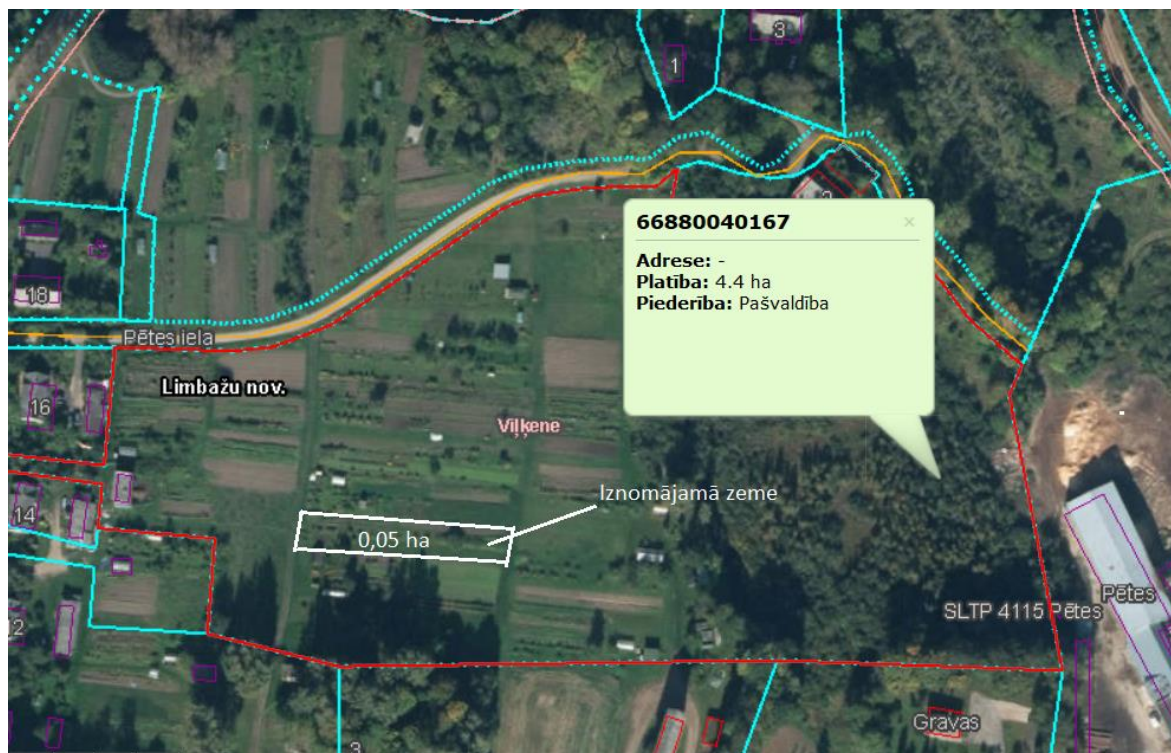 3
1
2
66880040167
×
Adrese: -
Platība: 4.4 ha
Piederība: Pašvaldība
18
Pētes iela
Limbažu nov.
16
Viļķene
Iznomājamā zeme
14
0,05 ha
Pētes
SLTP 4115 Pētes
Gravas
3